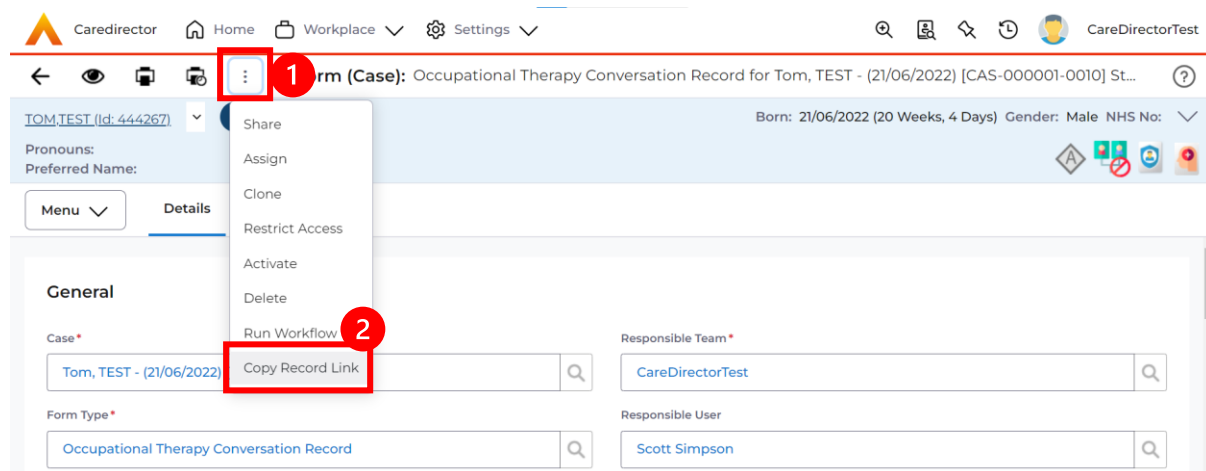 Caredirector Home Workplace Settings CareDirectorTest
1
Form (Case): Occupational Therapy Conversation Record for Tom, TEST - (21/06/2022) [CAS-000001-0010] St...
TOM,TEST (Id: 444267) Born: 21/06/2022 (20 Weeks, 4 Days) Gender: Male NHS No:
Pronouns:
Preferred Name:
A
Menu Details
Share
Assign
Clone
Restrict Access
Activate
Delete
Run Workflow
2
Copy Record Link
General
Case* Responsible Team*
Tom, TEST - (21/06/2022) CareDirectorTest
Form Type* Responsible User
Occupational Therapy Conversation Record Scott Simpson